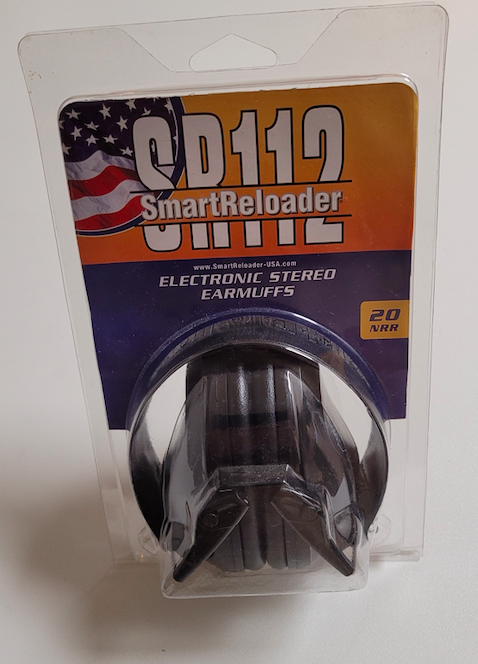 SR112
SmartReloader
www.SmartReloader-USA.com
ELECTRONIC STEREO
EARMUFFS
20
NRR